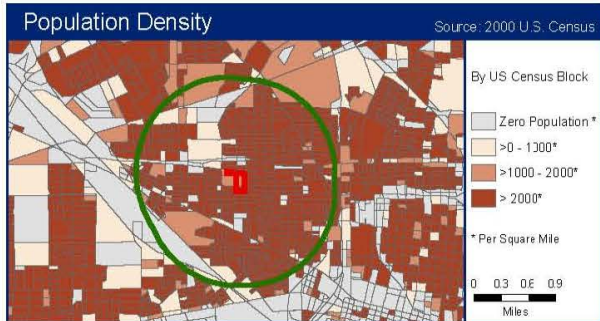 Population Density
Source: 2000 U.S. Census
By US Census Block
Zero Population *
>0 - 1000*
>1000 - 2000*
> 2000*
* Per Square Mile
0 0.3 0.6 0.9
Miles